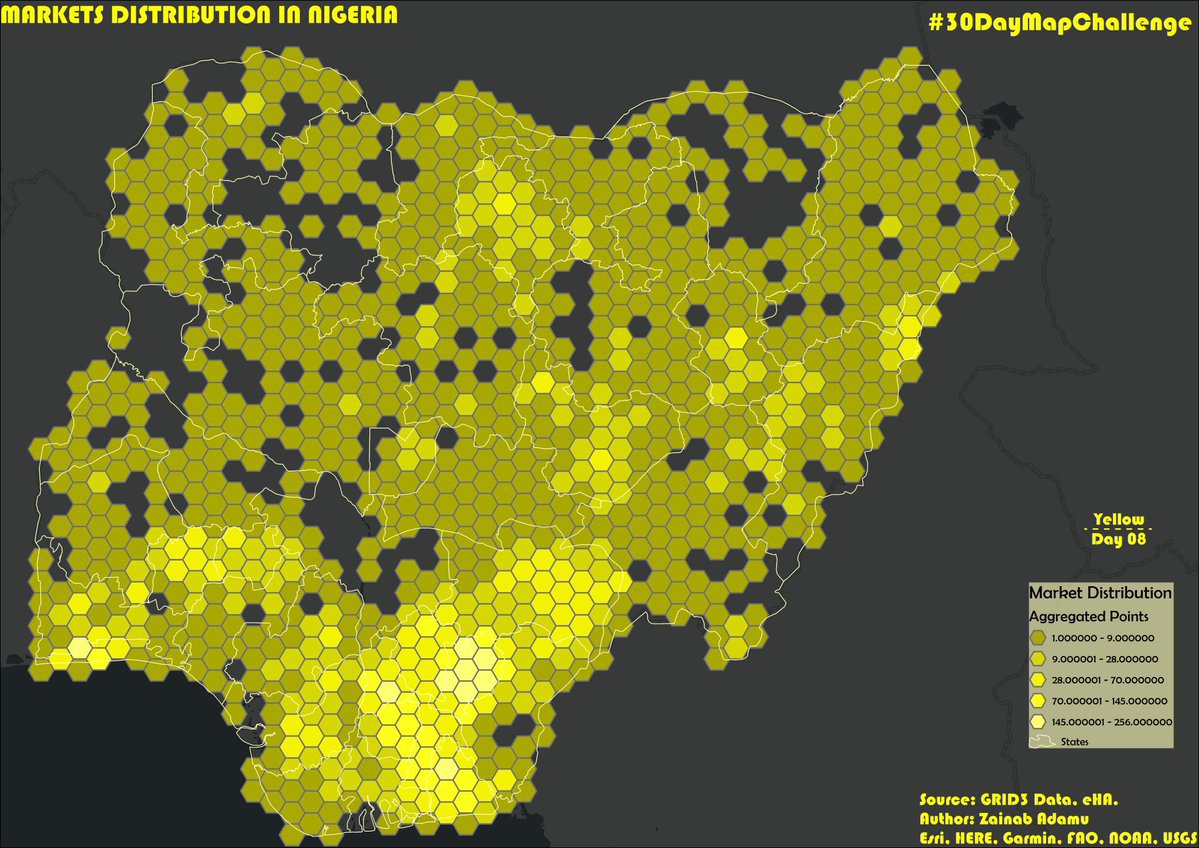 MARKETS DISTRIBUTION IN NIGERIA
#30DayMapChallenge
Yellow
Day 08
Market Distribution
Aggregated Points
1.000000 - 9.000000
9.000001 - 28.000000
28.000001 - 70.000000
70.000001 - 145.000000
145.000001 - 256.000000
States
Source: GRID3 Data, eHA.
Author: Zainab Adamu
Esri, HERE, Garmin, FAO, NOAA, USGS